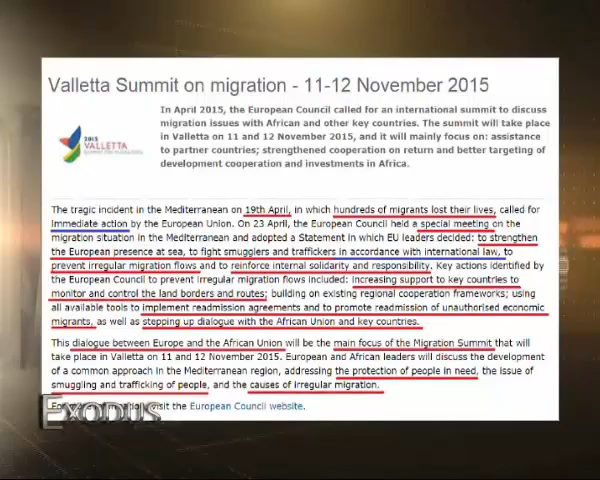 Valletta Summit on migration - 11-12 November 2015
In April 2015, the European Council called for an international summit to discuss
migration issues with African and other key countries. The summit will take place
in Valletta on 11 and 12 November 2015, and it will mainly focus on: assistance
to partner countries; strengthened cooperation on return and better targeting of
development cooperation and investments in Africa.
2015
VALLETTA
The tragic incident in the Mediterranean on 19th April, in which hundreds of migrants lost their lives, called for
immediate action by the European Union. On 23 April, the European Council held a special meeting on the
migration situation in the Mediterranean and adopted a Statement in which EU leaders decided: to strengthen
the European presence at sea, to fight smugglers and traffickers in accordance with international law, to
prevent irregular migration flows and to reinforce internal solidarity and responsibility. Key actions identified by
the European Council to prevent irregular migration flows included: increasing support to key countries to
monitor and control the land borders and routes; building on existing regional cooperation frameworks; using
all available tools to implement readmission agreements and to promote readmission of unauthorised economic
migrants, as well as stepping up dialogue with the African Union and key countries.
This dialogue between Europe and the African Union will be the main focus of the Migration Summit that will
take place in Valletta on 11 and 12 November 2015. European and African leaders will discuss the development
of a common approach in the Mediterranean region, addressing the protection of people in need, the issue of
smuggling and trafficking of people, and the causes of irregular migration.
visit the European Council website.
EXODUS